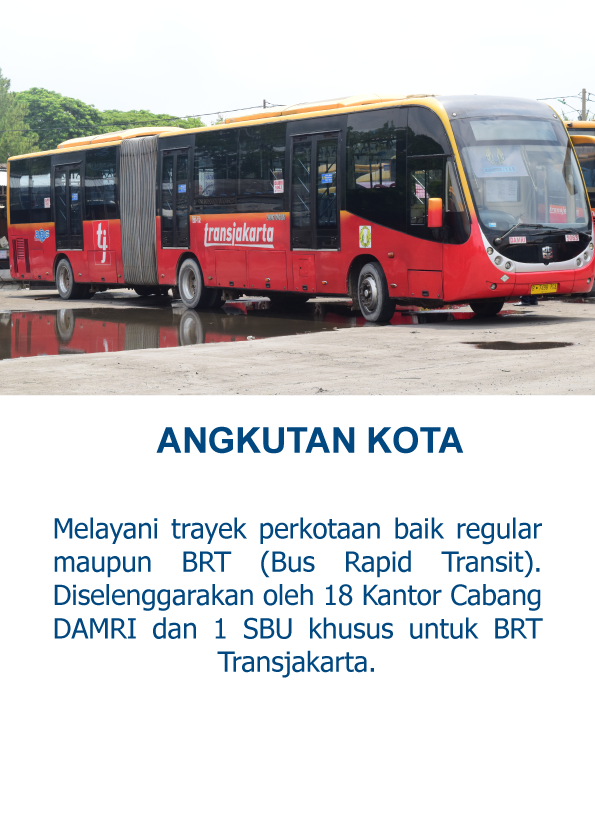 transjakarta
tj
ANGKUTAN KOTA
Melayani trayek perkotaan baik regular
maupun BRT (Bus Rapid Transit).
Diselenggarakan oleh 18 Kantor Cabang
DAMRI dan 1 SBU khusus untuk BRT
Transjakarta.